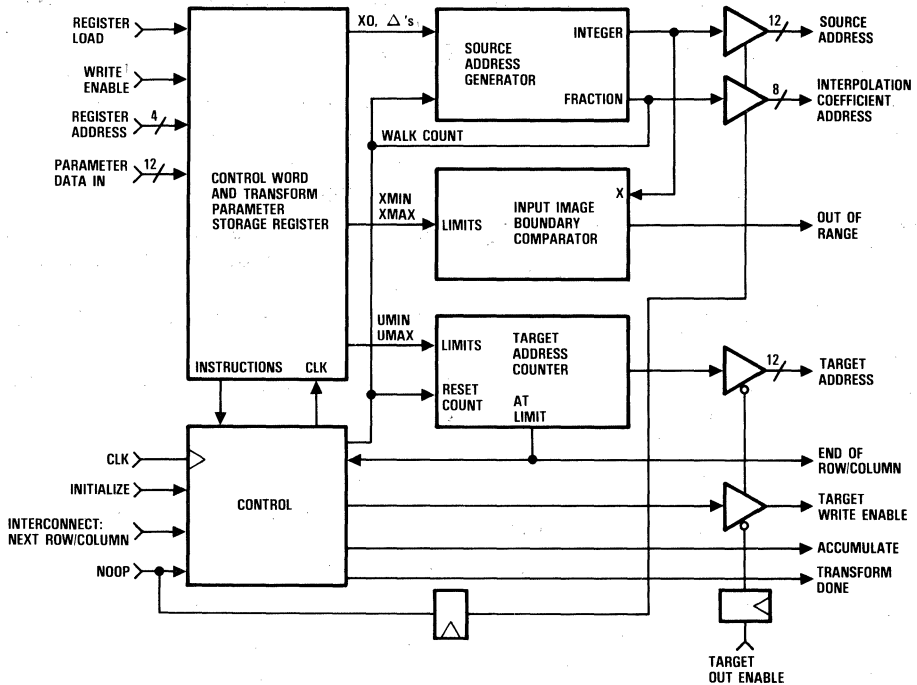 REGISTER
LOAD
WRITE
ENABLE
REGISTER
ADDRESS
4
PARAMETER
DATA IN
12
CONTROL WORD
AND TRANSFORM
PARAMETER
STORAGE REGISTER
INSTRUCTIONS
CLK
X0, Δ's
SOURCE
ADDRESS
GENERATOR
INTEGER
FRACTION
WALK COUNT
12
SOURCE
ADDRESS
8
INTERPOLATION
COEFFICIENT
ADDRESS
XMIN
XMAX
LIMITS
INPUT IMAGE
BOUNDARY
COMPARATOR
X
OUT OF
RANGE
UMIN
UMAX
LIMITS
TARGET
ADDRESS
COUNTER
RESET
COUNT
AT
LIMIT
12
TARGET
ADDRESS
CLK
INITIALIZE
INTERCONNECT:
NEXT ROW/COLUMN
NOOP
CONTROL
END OF
ROW/COLUMN
TARGET
WRITE ENABLE
ACCUMULATE
TRANSFORM
DONE
TARGET
OUT ENABLE